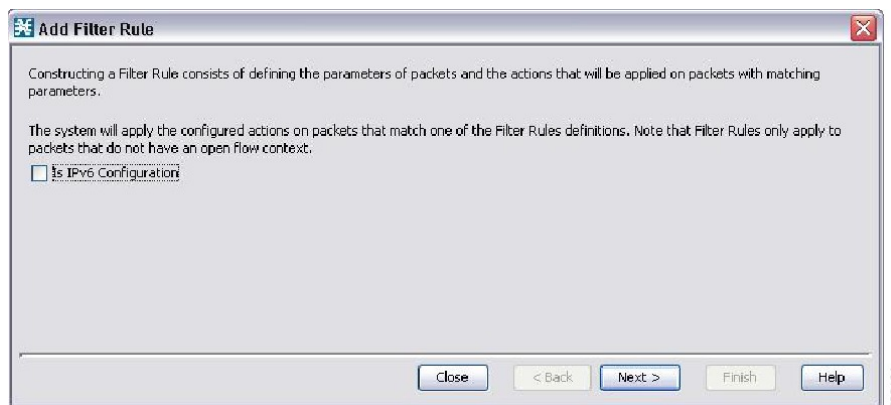 Add Filter Rule
Constructing a Filter Rule consists of defining the parameters of packets and the actions that will be applied on packets with matching
parameters.
The system will apply the configured actions on packets that match one of the Filter Rules definitions. Note that Filter Rules only apply to
packets that do not have an open flow context.
Is IPv6 Configuration
Close < Back Next > Finish Help